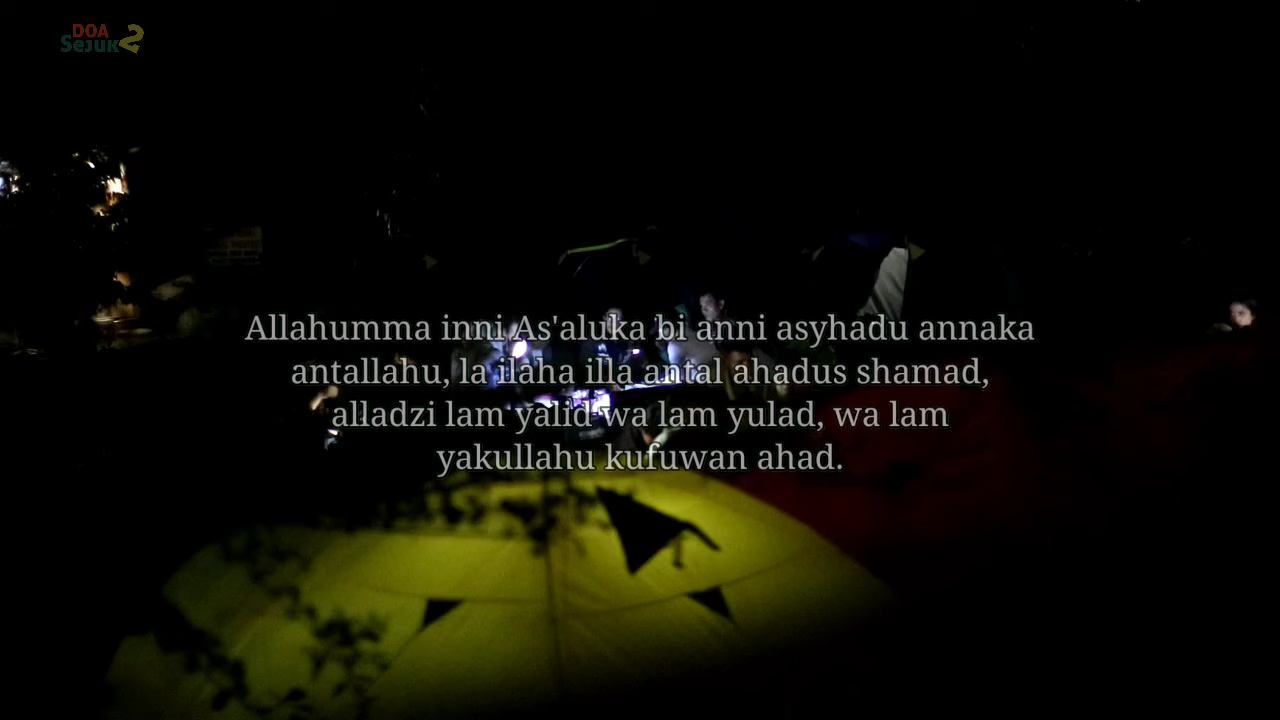 DOA
Sejuk2
Allahumma inni As'aluka bi anni asyhadu annaka
antallahu, la ilaha illa antal ahadus shamad,
alladzi lam yalid wa lam yulad, wa lam
yakullahu kufuwan ahad.